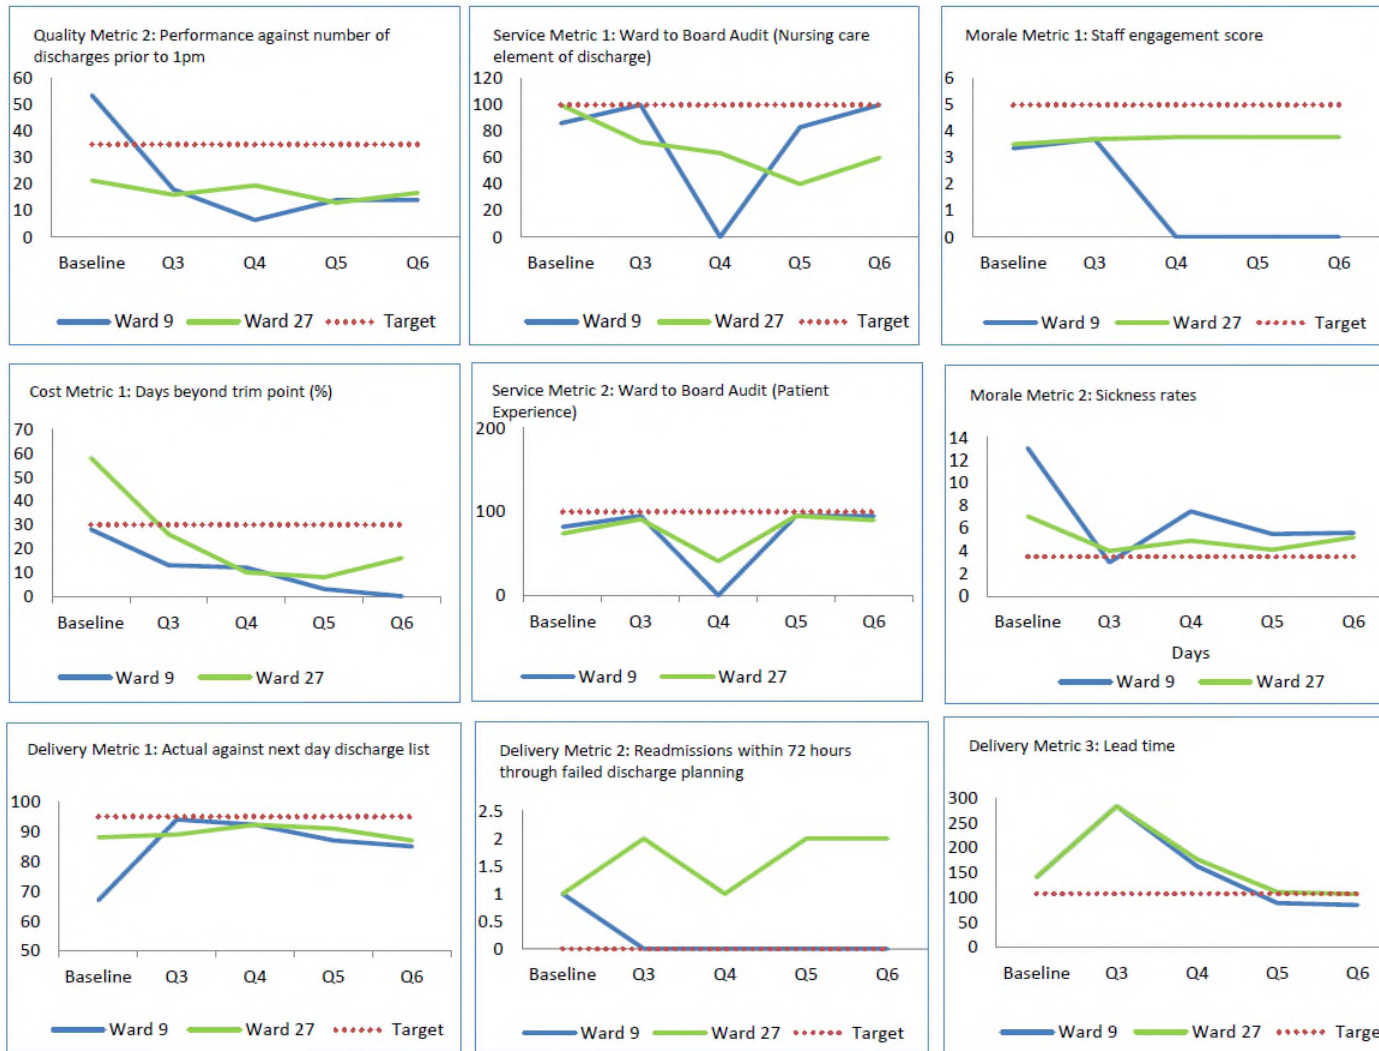 Quality Metric 2: Performance against number of
discharges prior to 1pm
60
50
40
30
20
10
0
Baseline Q3 Q4 Q5 Q6
Ward 9 Ward 27 Target
Service Metric 1: Ward to Board Audit (Nursing care
element of discharge)
120
100
80
60
40
20
0
Baseline Q3 Q4 Q5 Q6
Ward 9 Ward 27 Target
Morale Metric 1: Staff engagement score
6
5
4
3
2
1
0
Baseline Q3 Q4 Q5 Q6
Ward 9 Ward 27 Target
Cost Metric 1: Days beyond trim point (%)
70
60
50
40
30
20
10
0
Baseline Q3 Q4 Q5 Q6
Ward 9 Ward 27
Service Metric 2: Ward to Board Audit (Patient
Experience)
200
100
0
Baseline Q3 Q4 Q5 Q6
Ward 9 Ward 27
Morale Metric 2: Sickness rates
14
12
10
8
6
4
2
0
Baseline Q3 Q4 Q5 Q6
Days
Ward 9 Ward 27
Delivery Metric 1: Actual against next day discharge list
100
90
80
70
60
50
Baseline Q3 Q4 Q5 Q6
Ward 9 Ward 27 Target
Delivery Metric 2: Readmissions within 72 hours
through failed discharge planning
2.5
2
1.5
1
0.5
0
Baseline Q3 Q4 Q5 Q6
Ward 9 Ward 27 Target
Delivery Metric 3: Lead time
300
250
200
150
100
50
0
Baseline Q3 Q4 Q5 Q6
Ward 9 Ward 27 Target